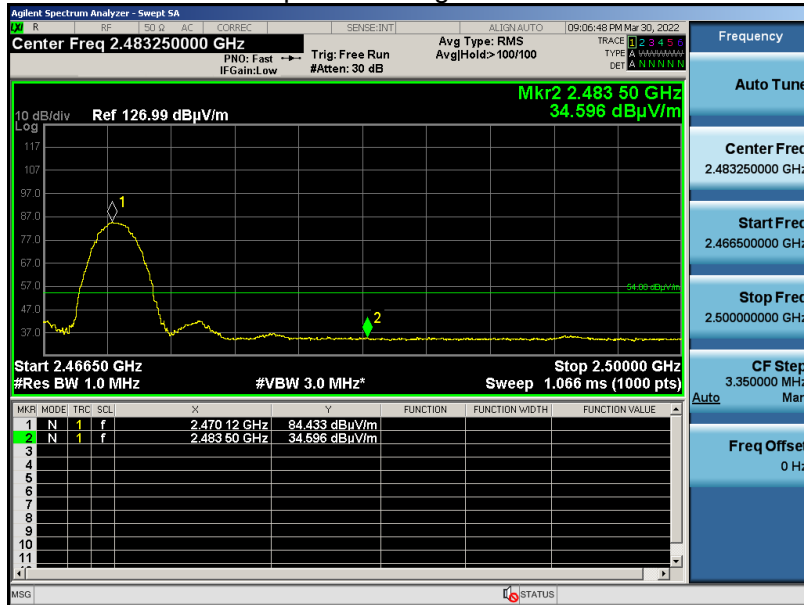 Agilent Spectrum Analyzer - Swept SA
LXI R RF 50 Ω AC CORREC SENSE:INT ALIGN AUTO 09:06:48 PM Mar 30, 2022
Center Freq 2.483250000 GHz
PNO: Fast
IFGain:Low
Trig: Free Run
#Atten: 30 dB
Avg Type: RMS
Avg|Hold:>100/100
TRACE 1 2 3 4 5 6
TYPE A
DET A N N N N N
Mkr2 2.483 50 GHz
34.596 dBµV/m
10 dB/div Ref 126.99 dBµV/m
Log
117
107
97.0
87.0
77.0
67.0
57.0
47.0
37.0
1
2
54.00 dBµV/m
Start 2.46650 GHz Stop 2.50000 GHz
#Res BW 1.0 MHz #VBW 3.0 MHz* Sweep 1.066 ms (1000 pts)
MKR MODE TRC SCL X Y FUNCTION FUNCTION WIDTH FUNCTION VALUE
1 N 1 f 2.470 12 GHz 84.433 dBµV/m
2 N 1 f 2.483 50 GHz 34.596 dBµV/m
3
4
5
6
7
8
9
10
11
MSG STATUS
Frequency
Auto Tune
Center Freq
2.483250000 GHz
Start Freq
2.466500000 GHz
Stop Freq
2.500000000 GHz
CF Step
3.350000 MHz
Auto Man
Freq Offset
0 Hz